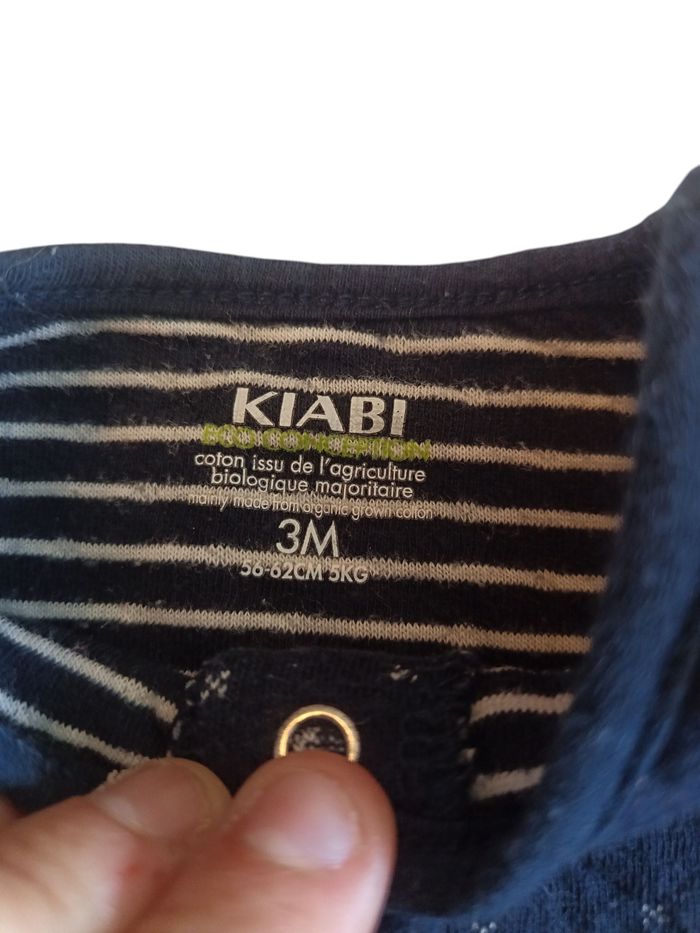 KIABI
ECO CONCEPTION
coton issu de l'agriculture
biologique majoritaire
mainly made from organic grown cotton
3M
56-62CM 5KG